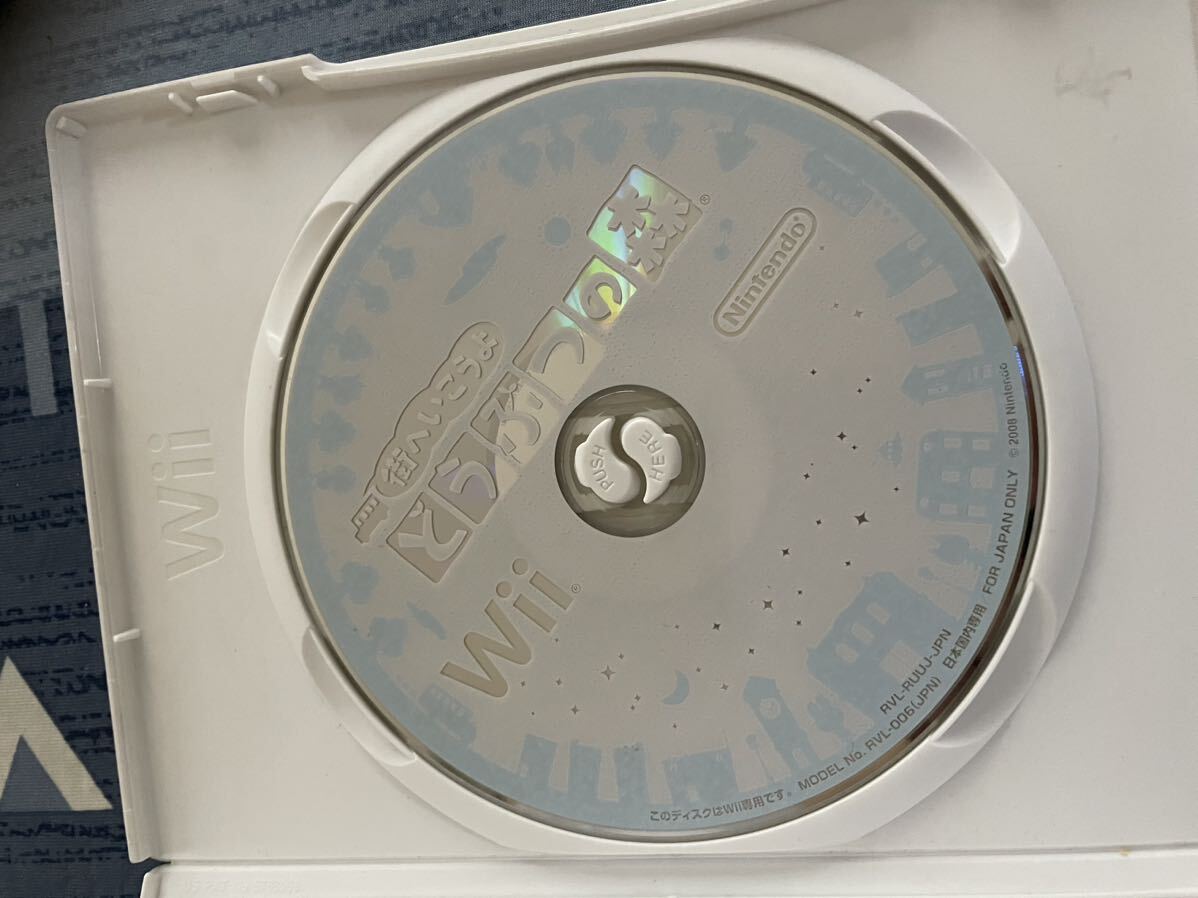 Wii
街へいこうよ
どうぶつの森®
Wii®
Nintendo®
PUSH
HERE
RVL-RUUJ-JPN
このディスクはWii専用です。 MODEL No. RVL-006(JPN) 日本国内専用 FOR JAPAN ONLY © 2008 Nintendo